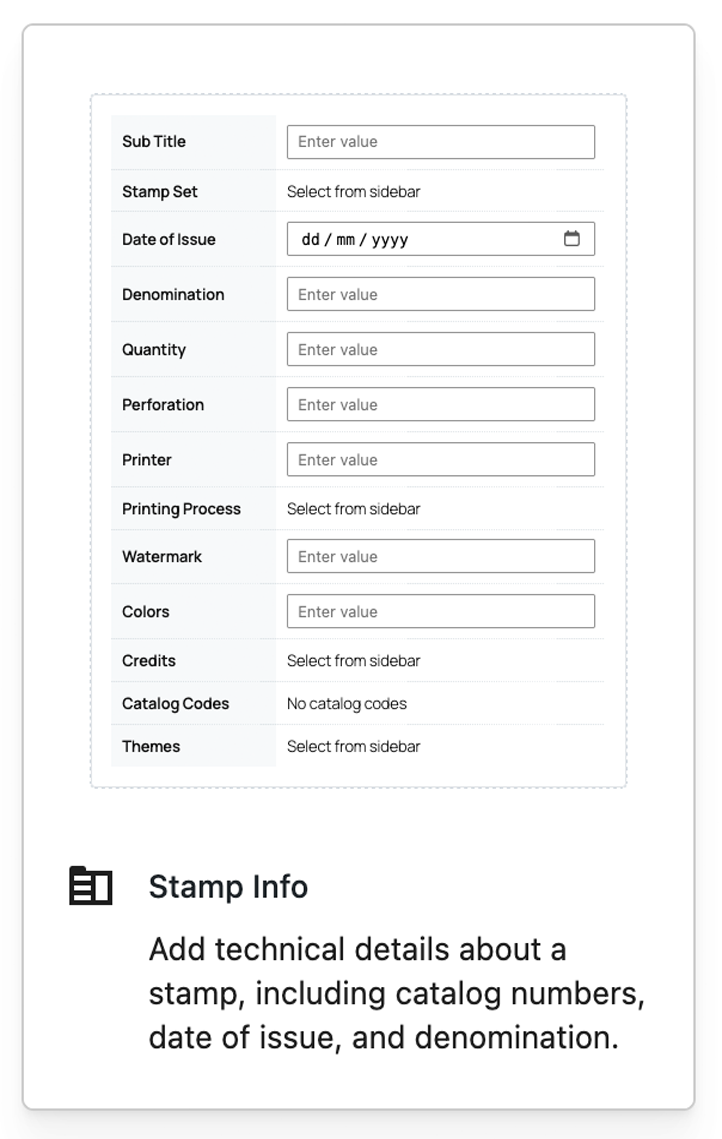 Sub Title
Enter value
Stamp Set
Select from sidebar
Date of Issue
dd / mm / yyyy
Denomination
Enter value
Quantity
Enter value
Perforation
Enter value
Printer
Enter value
Printing Process
Select from sidebar
Watermark
Enter value
Colors
Enter value
Credits
Select from sidebar
Catalog Codes
No catalog codes
Themes
Select from sidebar
Stamp Info
Add technical details about a
stamp, including catalog numbers,
date of issue, and denomination.